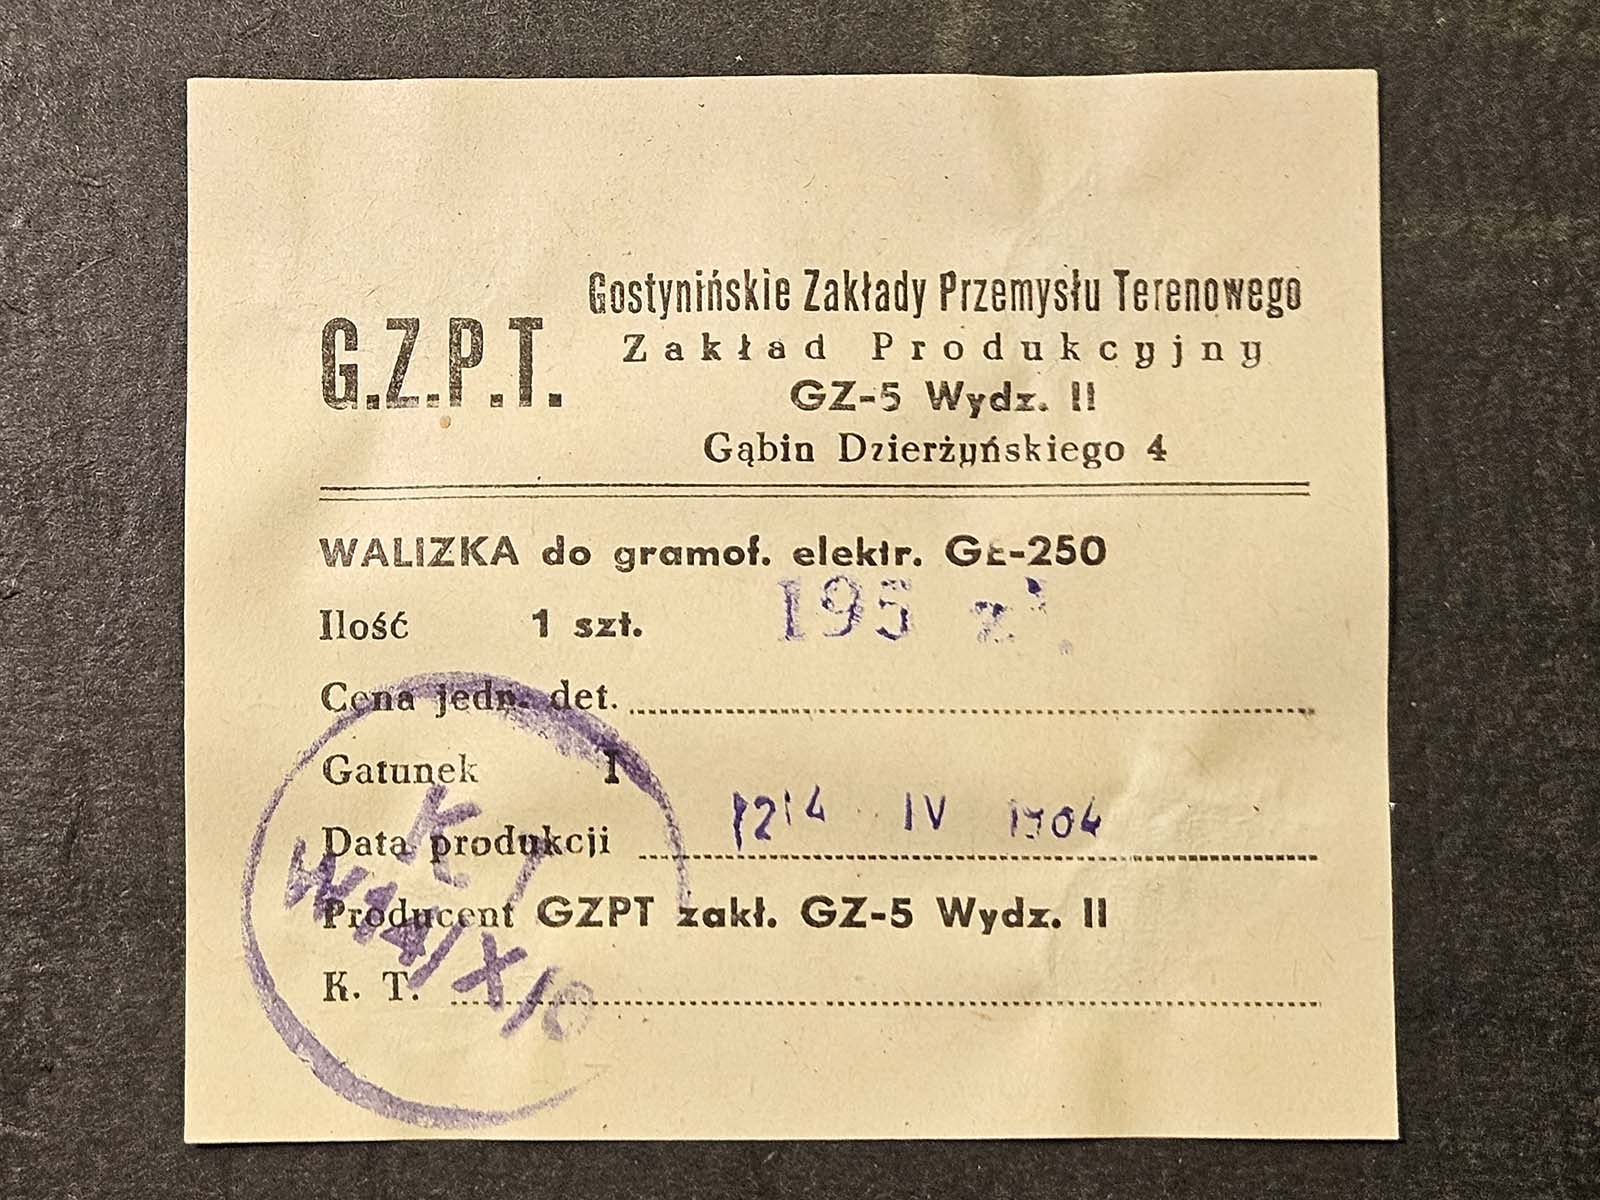 G.Z.P.T.
Gostynińskie Zakłady Przemysłu Terenowego
Zakład Produkcyjny
GZ-5 Wydz. II
Gąbin Dzierżyńskiego 4
WALIZKA do gramof. elektr. GE-250
195 zł.
Ilość 1 szt.
Cena jedn. det.
Gatunek I
Data produkcji IV
Producent GZPT zakł. GZ-5 Wydz. II
K. T.
K T